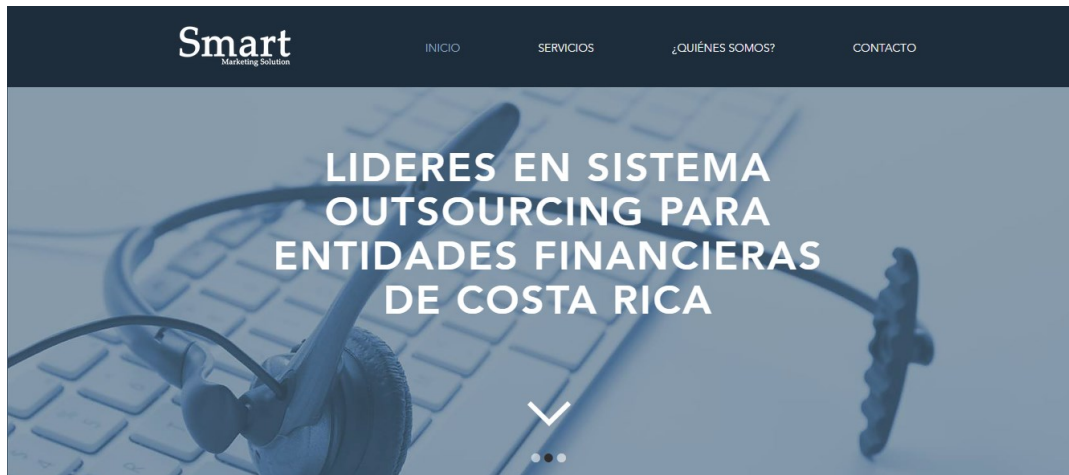 Smart
Marketing Solution
INICIO SERVICIOS ¿QUIÉNES SOMOS? CONTACTO
LIDERES EN SISTEMA
OUTSOURCING PARA
ENTIDADES FINANCIERAS
DE COSTA RICA